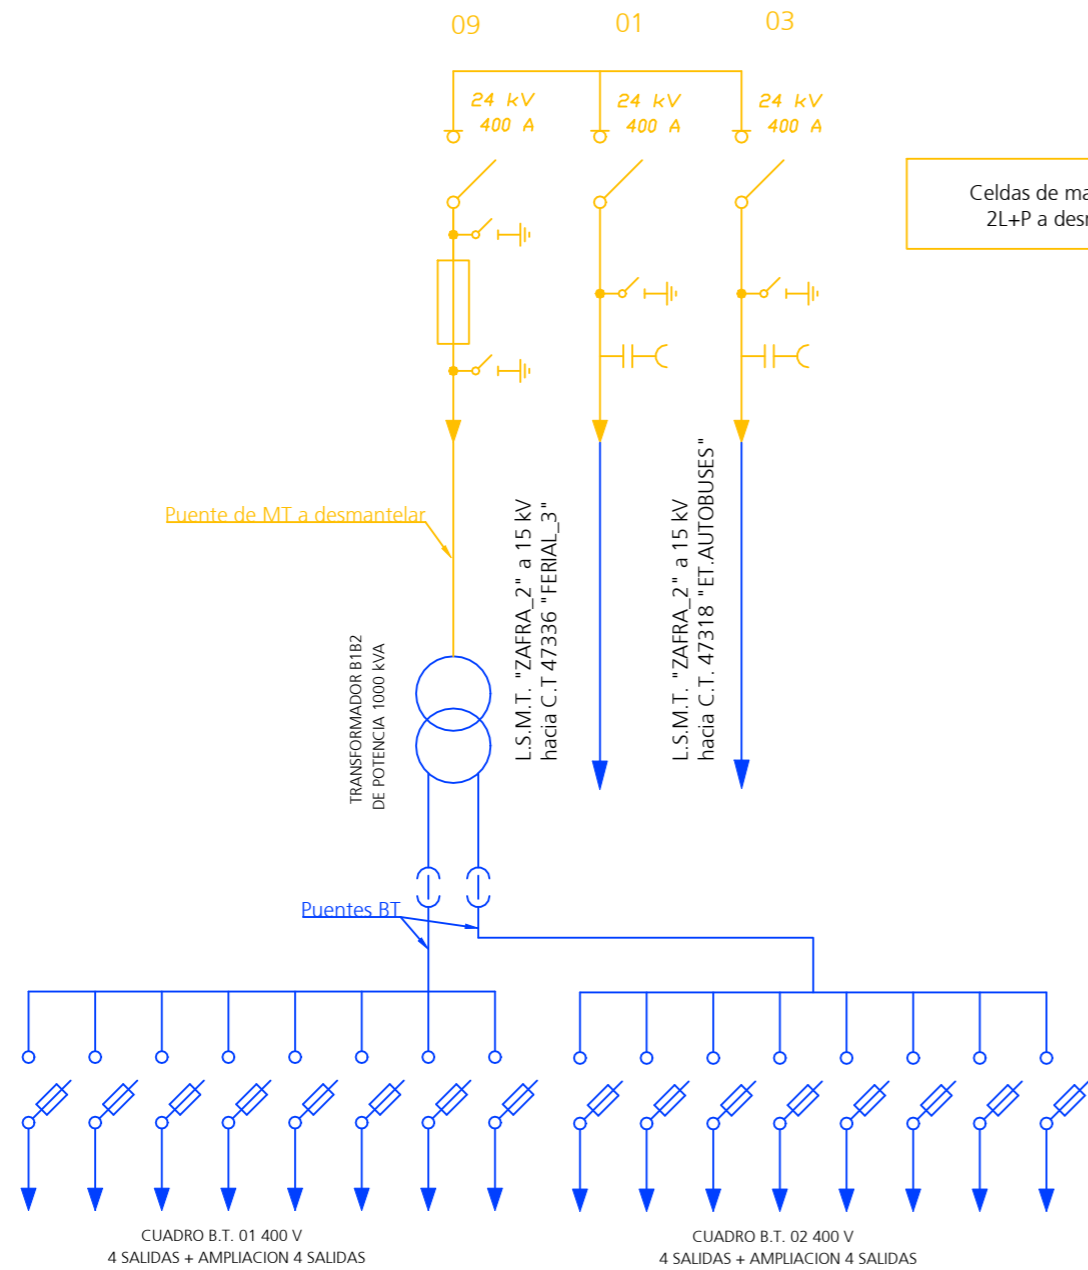 09
01
03
24 kV
400 A
24 kV
400 A
24 kV
400 A
Celdas de
2L+P a
Puente de MT a desmantelar
L.S.M.T. "ZAFRA_2" a 15 kV
hacia C.T 47336 "FERIAL_3"
L.S.M.T. "ZAFRA_2" a 15 kV
hacia C.T. 47318 "ET.AUTOBUSES"
TRANSFORMADOR B1B2
DE POTENCIA 1000 kVA
Puentes BT
CUADRO B.T. 01 400 V
4 SALIDAS + AMPLIACION 4 SALIDAS
CUADRO B.T. 02 400 V
4 SALIDAS + AMPLIACION 4 SALIDAS